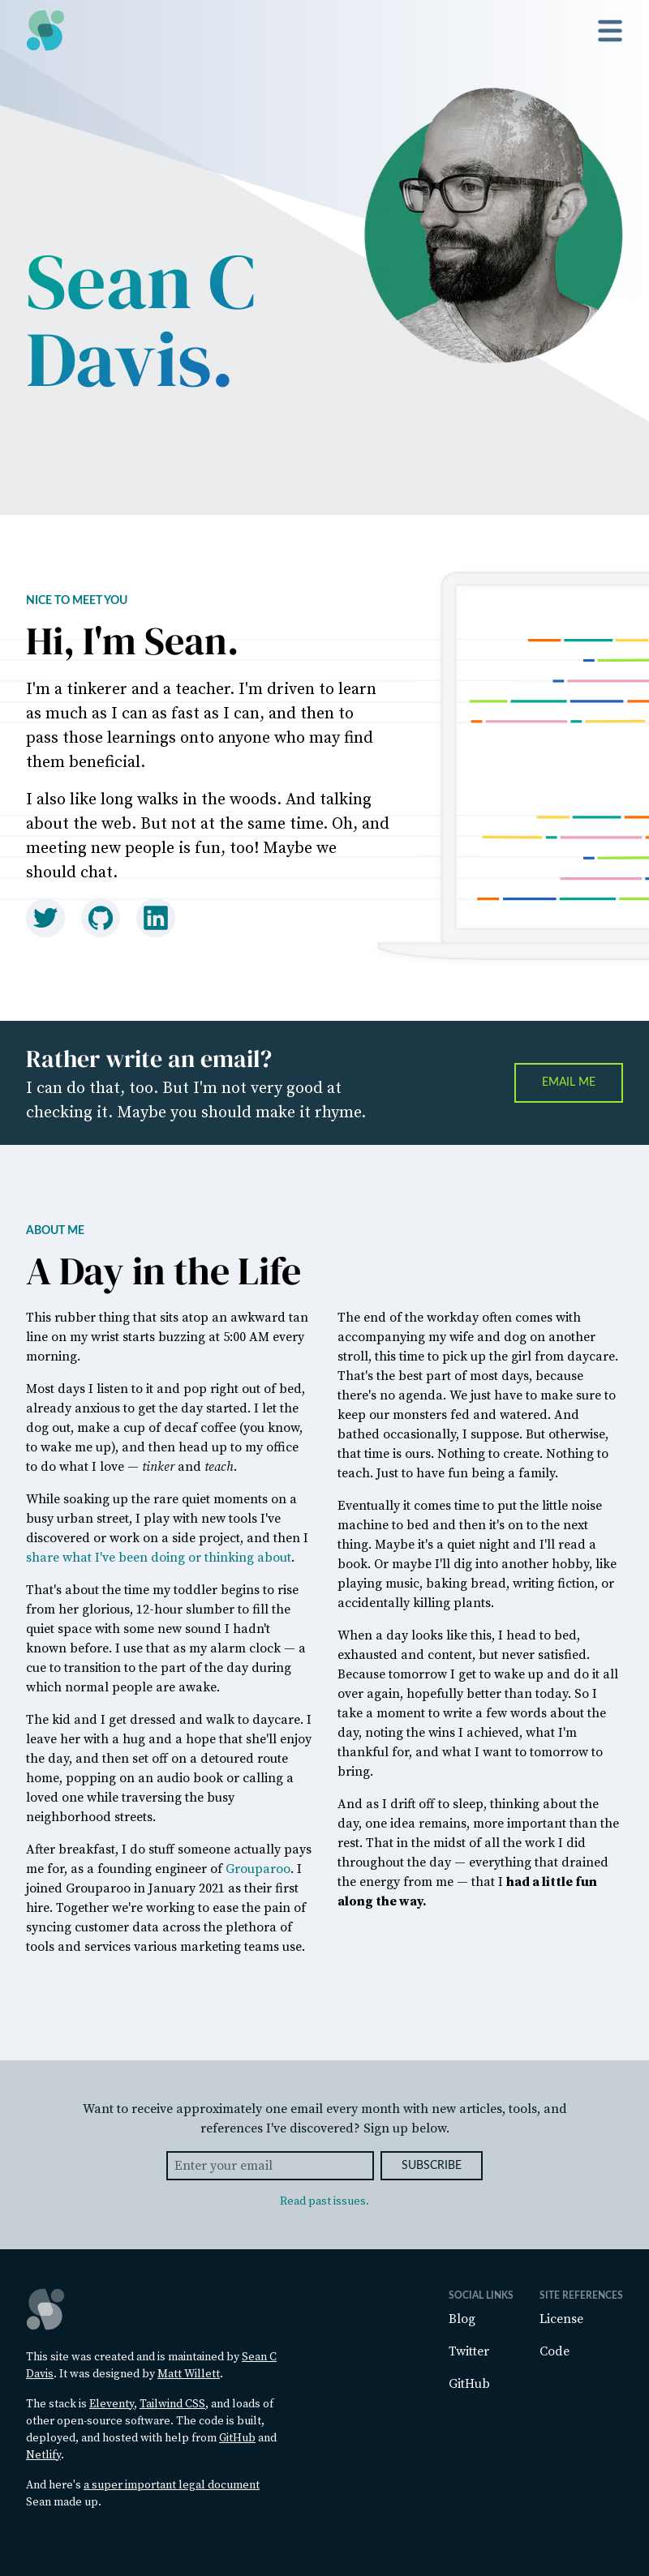 Sean C
Davis.
NICE TO MEET YOU
Hi, I'm Sean.
I'm a tinkerer and a teacher. I'm driven to learn
as much as I can as fast as I can, and then to
pass those learnings onto anyone who may find
them beneficial.
I also like long walks in the woods. And talking
about the web. But not at the same time. Oh, and
meeting new people is fun, too! Maybe we
should chat.
Rather write an email?
I can do that, too. But I'm not very good at
checking it. Maybe you should make it rhyme.
EMAIL ME
ABOUT ME
A Day in the Life
This rubber thing that sits atop an awkward tan
line on my wrist starts buzzing at 5:00 AM every
morning.
Most days I listen to it and pop right out of bed,
already anxious to get the day started. I let the
dog out, make a cup of decaf coffee (you know,
to wake me up), and then head up to my office
to do what I love — tinker and teach.
While soaking up the rare quiet moments on a
busy urban street, I play with new tools I've
discovered or work on a side project, and then I
share what I've been doing or thinking about.
That's about the time my toddler begins to rise
from her glorious, 12-hour slumber to fill the
quiet space with some new sound I hadn't
known before. I use that as my alarm clock — a
cue to transition to the part of the day during
which normal people are awake.
The kid and I get dressed and walk to daycare. I
leave her with a hug and a hope that she'll enjoy
the day, and then set off on a detoured route
home, popping on an audio book or calling a
loved one while traversing the busy
neighborhood streets.
After breakfast, I do stuff someone actually pays
me for, as a founding engineer of Grouparoo. I
joined Grouparoo in January 2021 as their first
hire. Together we're working to ease the pain of
syncing customer data across the plethora of
tools and services various marketing teams use.
The end of the workday often comes with
accompanying my wife and dog on another
stroll, this time to pick up the girl from daycare.
That's the best part of most days, because
there's no agenda. We just have to make sure to
keep our monsters fed and watered. And
bathed occasionally, I suppose. But otherwise,
that time is ours. Nothing to create. Nothing to
teach. Just to have fun being a family.
Eventually it comes time to put the little noise
machine to bed and then it's on to the next
thing. Maybe it's a quiet night and I'll read a
book. Or maybe I'll dig into another hobby, like
playing music, baking bread, writing fiction, or
accidentally killing plants.
When a day looks like this, I head to bed,
exhausted and content, but never satisfied.
Because tomorrow I get to wake up and do it all
over again, hopefully better than today. So I
take a moment to write a few words about the
day, noting the wins I achieved, what I'm
thankful for, and what I want to tomorrow to
bring.
And as I drift off to sleep, thinking about the
day, one idea remains, more important than the
rest. That in the midst of all the work I did
throughout the day — everything that drained
the energy from me — that I had a little fun
along the way.
Want to receive approximately one email every month with new articles, tools, and
references I've discovered? Sign up below.
Enter your email
SUBSCRIBE
Read past issues.
This site was created and is maintained by Sean C
Davis. It was designed by Matt Willett.
The stack is Eleventy, Tailwind CSS, and loads of
other open-source software. The code is built,
deployed, and hosted with help from GitHub and
Netlify.
And here's a super important legal document
Sean made up.
SOCIAL LINKS
Blog
Twitter
GitHub
SITE REFERENCES
License
Code